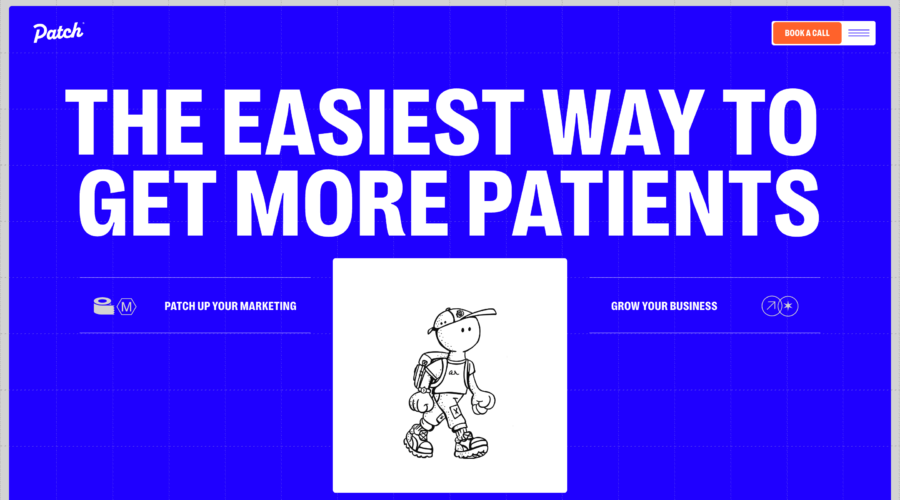 Patch
BOOK A CALL
THE EASIEST WAY TO
GET MORE PATIENTS
M
PATCH UP YOUR MARKETING
GROW YOUR BUSINESS